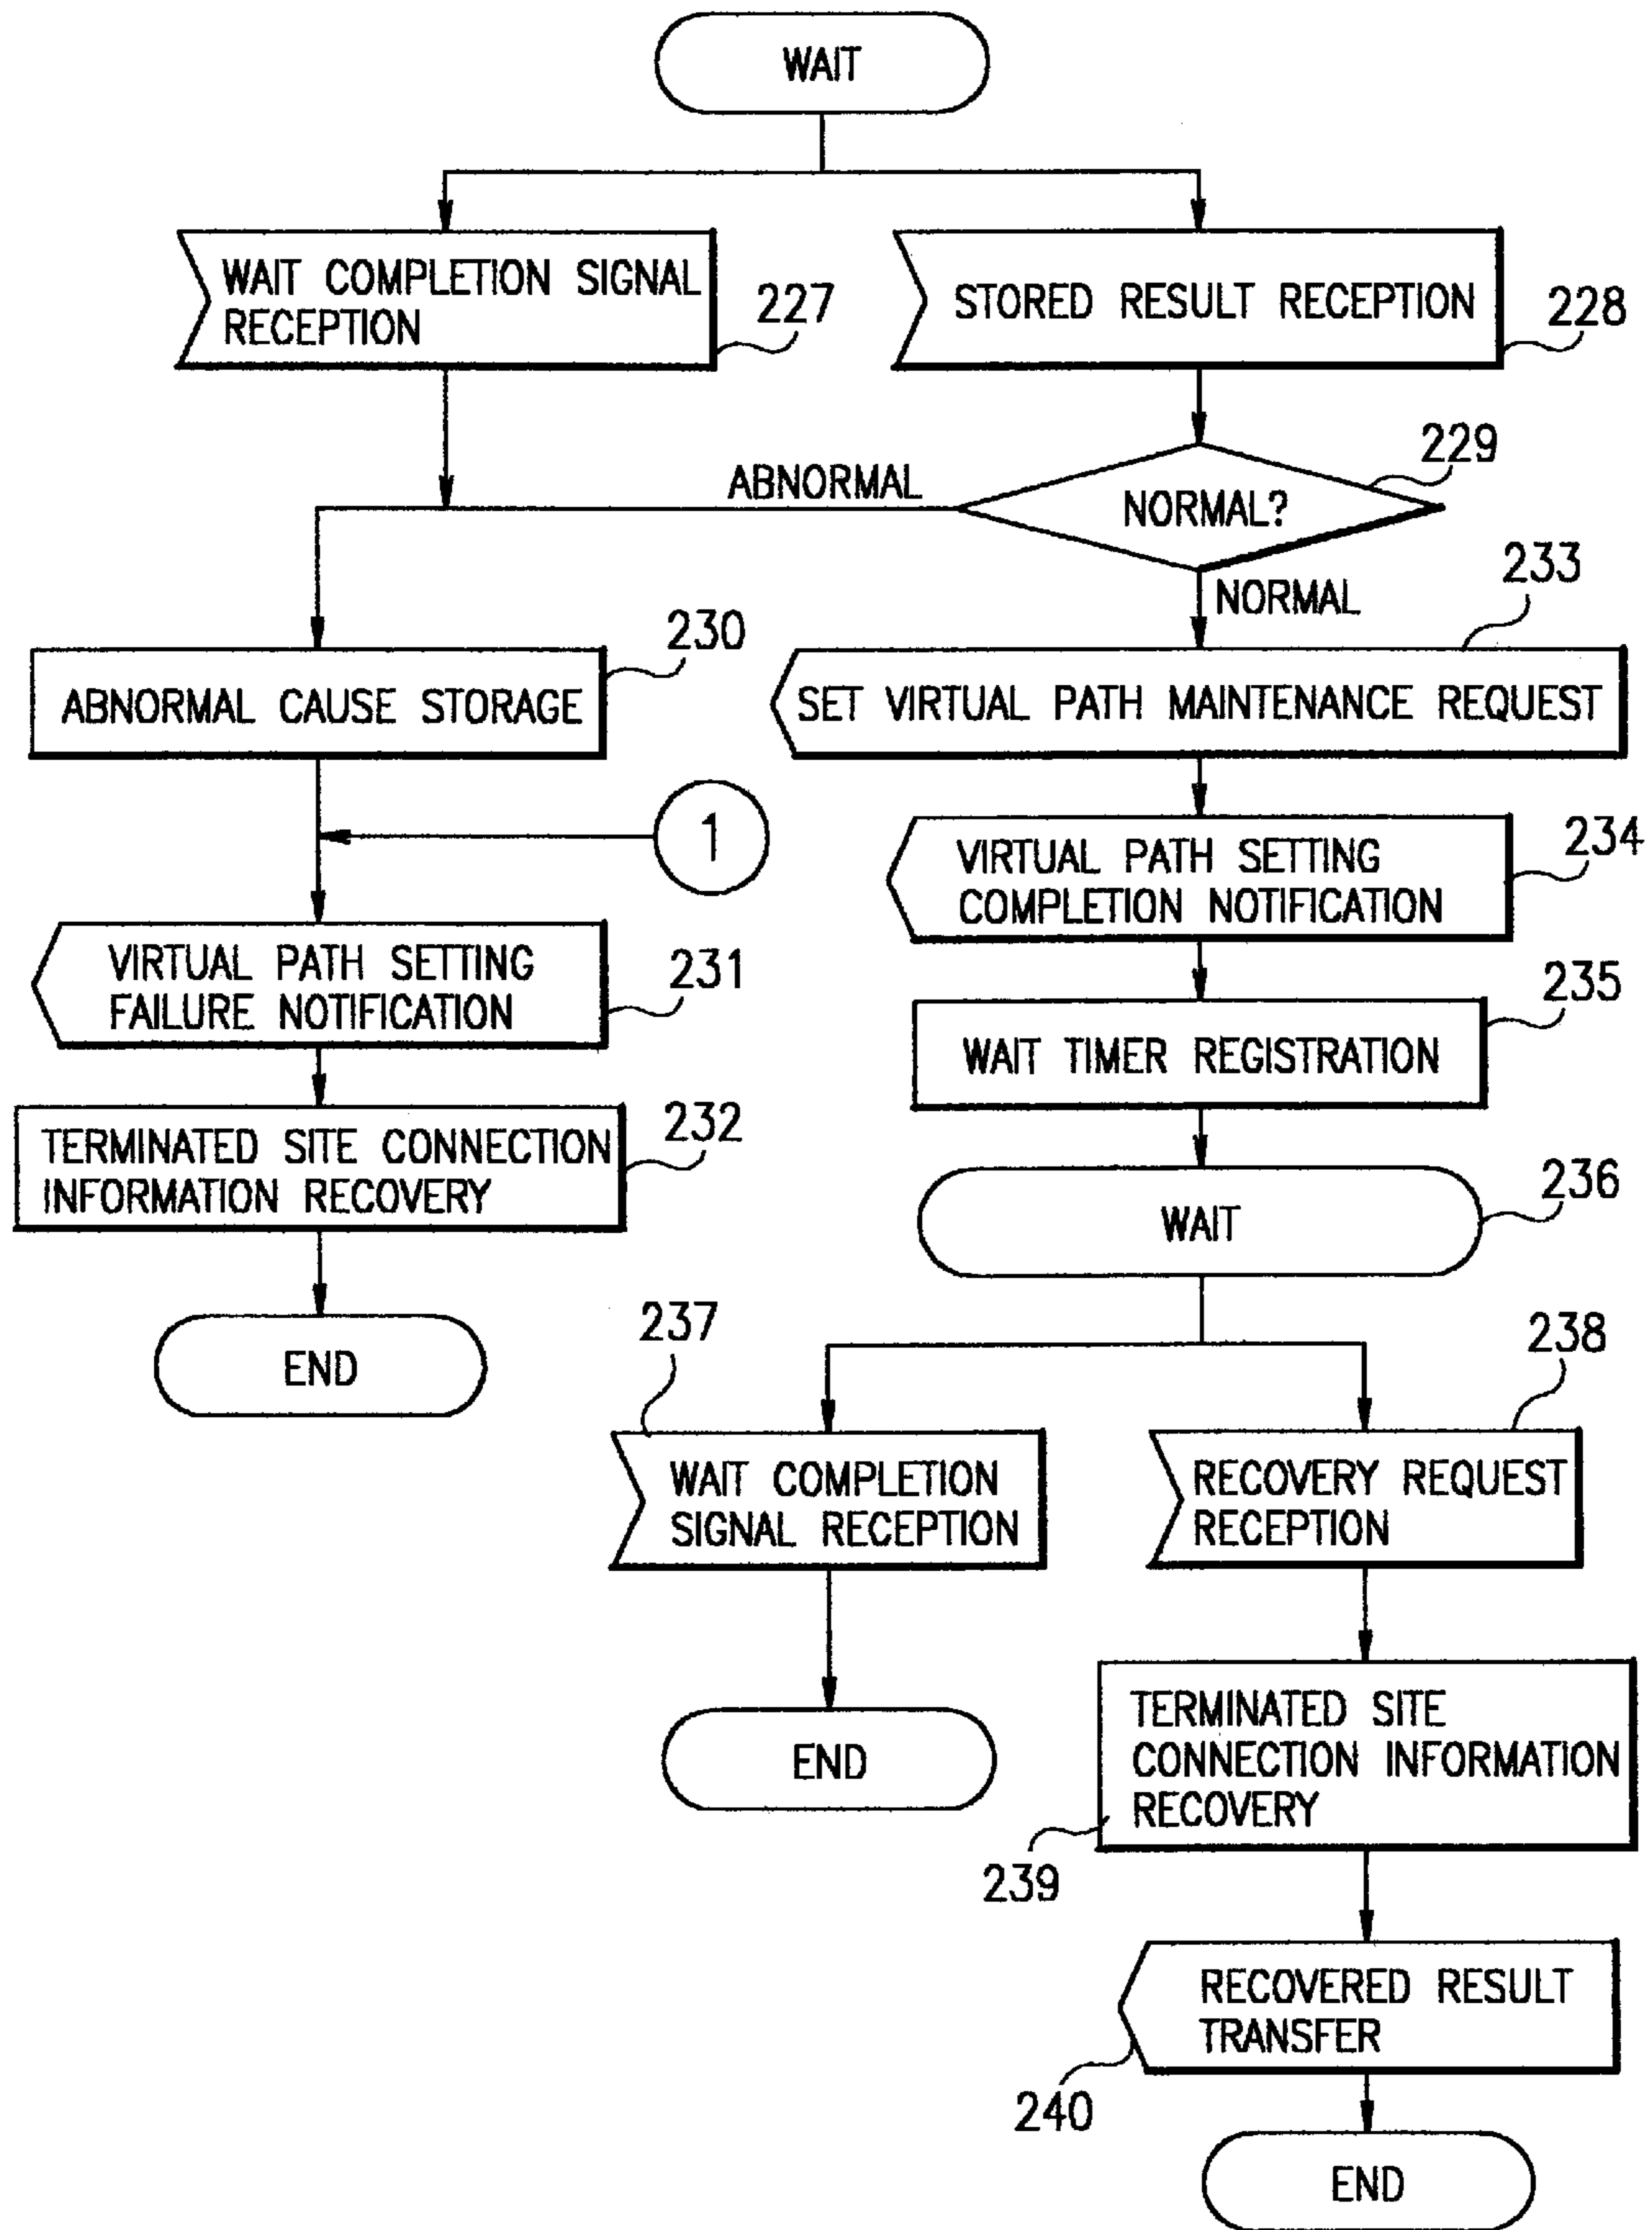 WAIT
WAIT COMPLETION SIGNAL
RECEPTION
227
STORED RESULT RECEPTION
228
229
ABNORMAL
NORMAL?
NORMAL
233
230
ABNORMAL CAUSE STORAGE
SET VIRTUAL PATH MAINTENANCE REQUEST
1
234
VIRTUAL PATH SETTING
COMPLETION NOTIFICATION
VIRTUAL PATH SETTING
FAILURE NOTIFICATION
231
235
WAIT TIMER REGISTRATION
232
TERMINATED SITE CONNECTION
INFORMATION RECOVERY
236
WAIT
END
237
238
WAIT COMPLETION
SIGNAL RECEPTION
RECOVERY REQUEST
RECEPTION
END
TERMINATED SITE
CONNECTION INFORMATION
RECOVERY
239
RECOVERED RESULT
TRANSFER
240
END